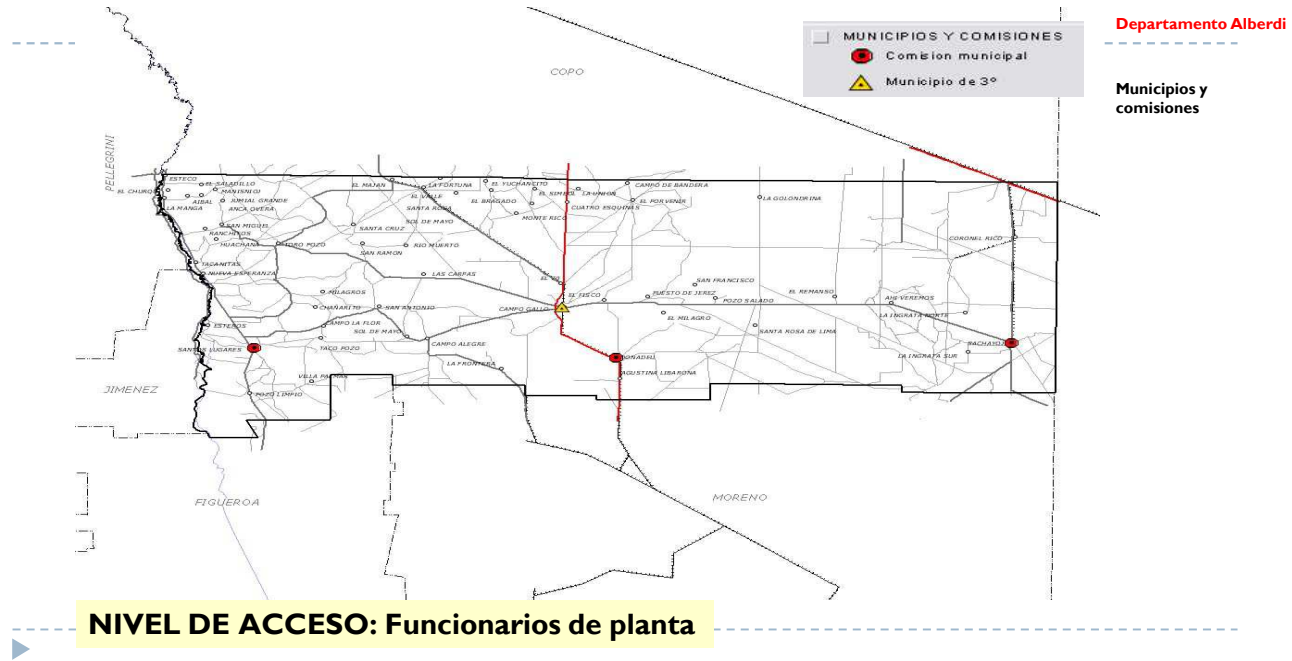 Departamento Alberdi
Municipios y
comisiones
MUNICIPIOS Y COMISIONES
Comision municipal
Municipio de 3º
COPO
PELLEGRINI
ESTECO
EL SALADILLO
EL CHURQUI
MANISNIOJ
AIBAL
JUMIAL GRANDE
LA MANGA
ANCA OVERA
SAN MIGUEL
RANCHITOS
HUACHANA
TORO POZO
TACANITAS
NUEVA ESPERANZA
EL MAJAN
LA FORTUNA
EL VALLE
SANTA ROSA
SOL DE MAYO
SANTA CRUZ
SAN RAMON
RIO MUERTO
LAS CARPAS
EL YUCHANCITO
EL BRAGADO
EL SIMBOL
LA UNION
MONTE RICO
CUATRO ESQUINAS
CAMPO DE BANDERA
EL PORVENIR
LA GOLONDRINA
CORONEL RICO
EL FISCO
CAMPO GALLO
PUESTO DE JEREZ
SAN FRANCISCO
POZO SALADO
EL REMANSO
AHI VEREMOS
EL MILAGRO
SANTA ROSA DE LIMA
LA INGRATA NORTE
LA INGRATA SUR
SACHAYOJ
MILAGROS
CHAÑARITO
SAN ANTONIO
ESTEROS
CAMPO LA FLOR
SOL DE MAYO
SANTOS LUGARES
TACO POZO
CAMPO ALEGRE
LA FRONTERA
DONADEU
AGUSTINA LIBARONA
VILLA PALMAR
POZO LIMPIO
JIMENEZ
FIGUEROA
MORENO
NIVEL DE ACCESO: Funcionarios de planta